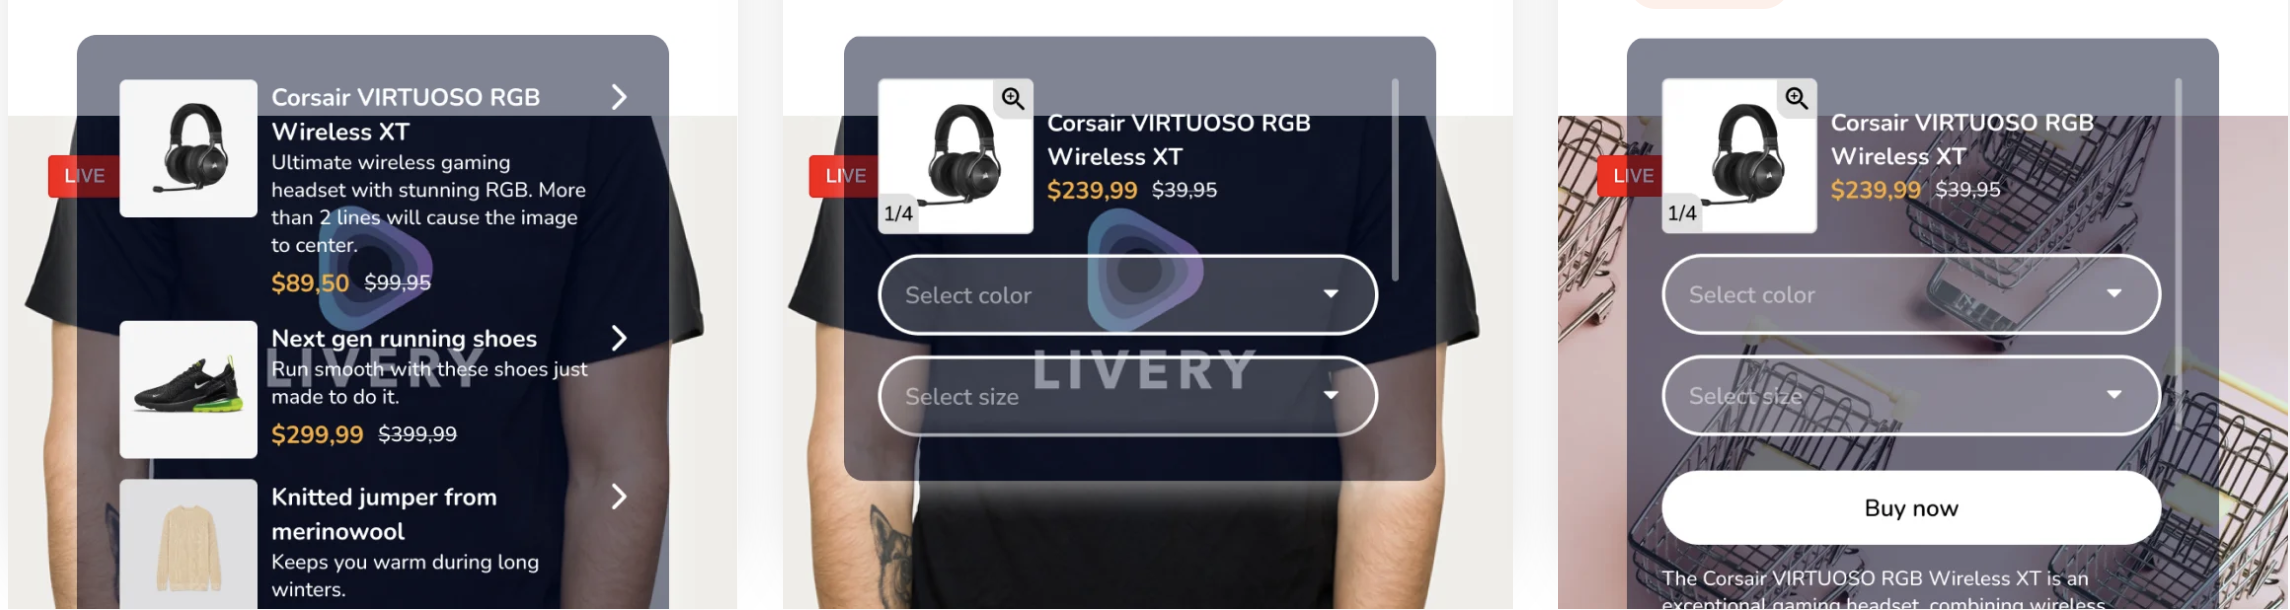 Corsair VIRTUOSO RGB
Wireless XT
Ultimate wireless gaming
headset with stunning RGB. More
than 2 lines will cause the image
to center.
$89,50 $99,95
LIVE
Next gen running shoes
Run smooth with these shoes just
made to do it.
$299,99 $399,99
LIVERY
Knitted jumper from
merinowool
Keeps you warm during long
winters.
Corsair VIRTUOSO RGB
Wireless XT
$239,99 $39,95
LIVE
1/4
Select color
LIVERY
Select size
Corsair VIRTUOSO RGB
Wireless XT
$239,99 $39,95
LIVE
1/4
Select color
Select size
Buy now
The Corsair VIRTUOSO RGB Wireless XT is an
exceptional gaming headset, combining wireless